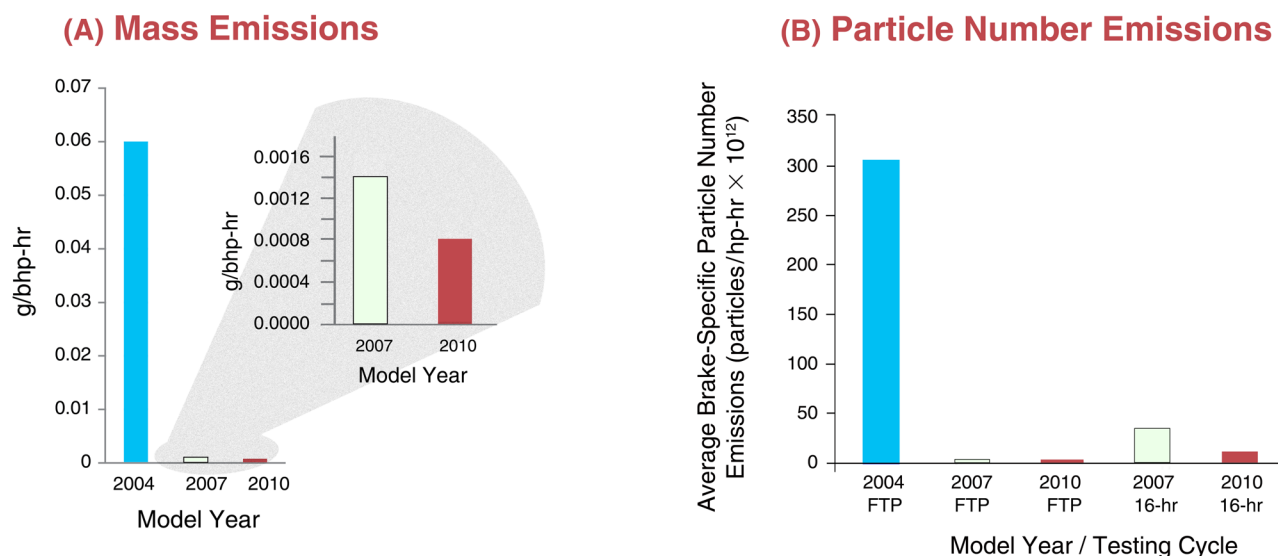 (A) Mass Emissions
g/bhp-hr
0.07
0.06
0.05
0.04
0.03
0.02
0.01
0
2004
2007
2010
Model Year
g/bhp-hr
0.0016
0.0012
0.0008
0.0004
0.0000
2007
2010
Model Year
(B) Particle Number Emissions
Average Brake-Specific Particle Number
Emissions (particles/hp-hr × 10¹²)
350
300
250
200
150
100
50
0
2004
FTP
2007
FTP
2010
FTP
2007
16-hr
2010
16-hr
Model Year / Testing Cycle